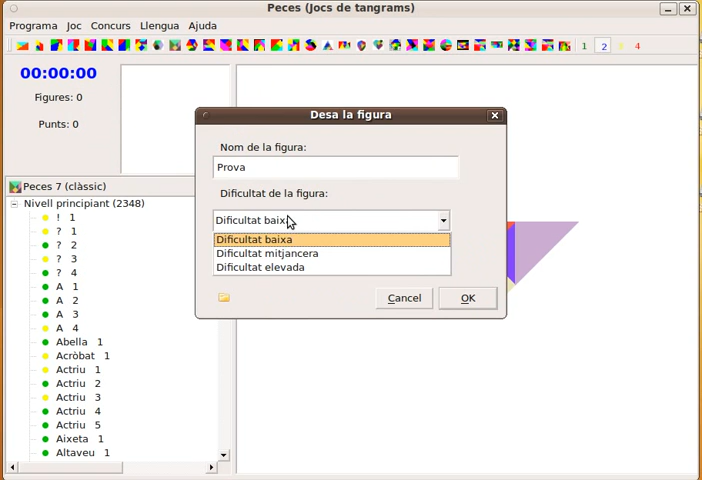 Peces (Jocs de tangrams)
Programa Joc Concurs Llengua Ajuda
1 2 3 4
00:00:00
Figures: 0
Punts: 0
Peces 7 (clàssic)
Nivell principiant (2348)
! 1
? 1
? 2
? 3
? 4
A 1
A 2
A 3
A 4
Abella 1
Acròbat 1
Actriu 1
Actriu 2
Actriu 3
Actriu 4
Actriu 5
Aixeta 1
Altaveu 1
Desa la figura
Nom de la figura:
Prova
Dificultat de la figura:
Dificultat baixa
Dificultat baixa
Dificultat mitjancera
Dificultat elevada
Cancel OK